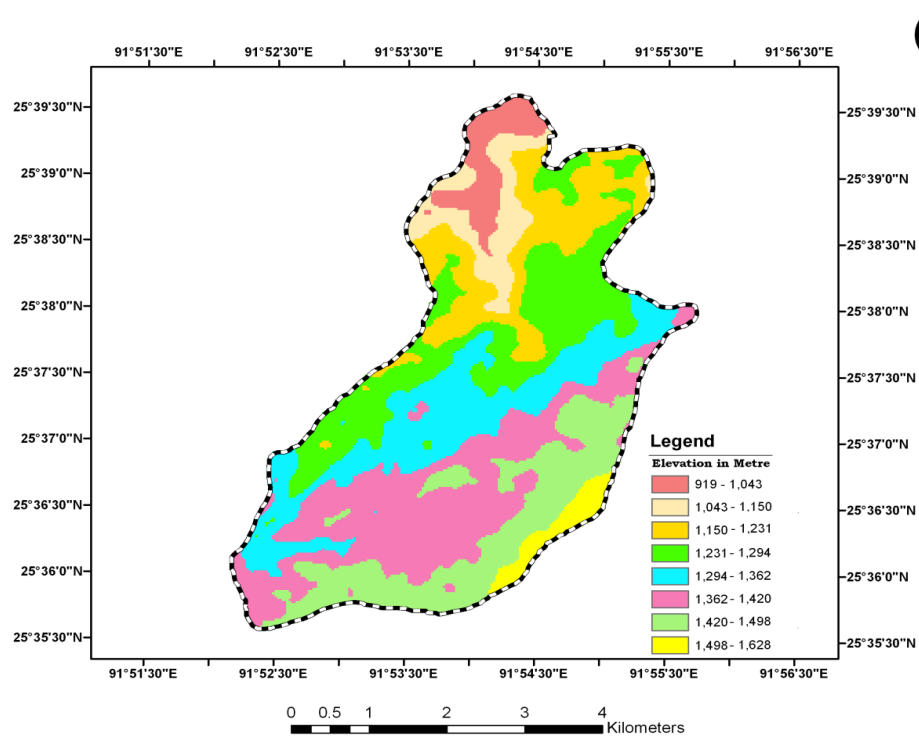 91°51'30"E 91°52'30"E 91°53'30"E 91°54'30"E 91°55'30"E 91°56'30"E
25°39'30"N 25°39'30"N
25°39'0"N 25°39'0"N
25°38'30"N 25°38'30"N
25°38'0"N 25°38'0"N
25°37'30"N 25°37'30"N
25°37'0"N 25°37'0"N
25°36'30"N 25°36'30"N
25°36'0"N 25°36'0"N
25°35'30"N 25°35'30"N
Legend
Elevation in Metre
919 - 1,043
1,043 - 1.150
1,150 - 1,231
1,231 - 1,294
1,294 - 1,362
1,362 - 1,420
1,420 - 1,498
1,498 - 1,628
91°51'30"E 91°52'30"E 91°53'30"E 91°54'30"E 91°55'30"E 91°56'30"E
0 0.5 1 2 3 4
Kilometers